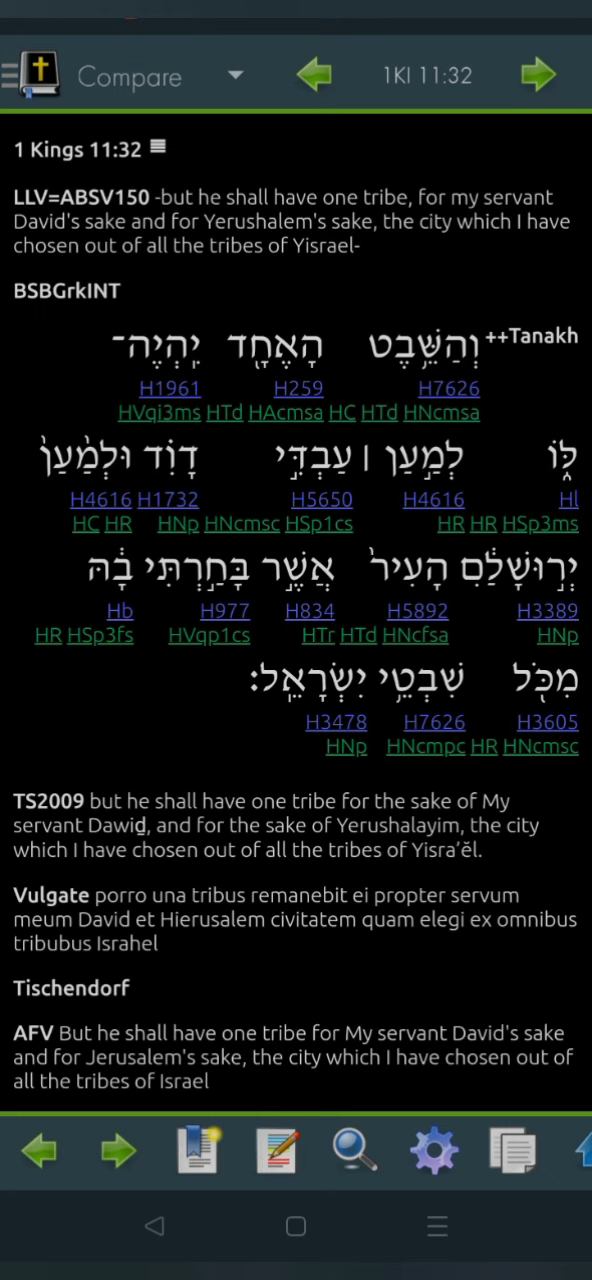 Compare
1KI 11:32
1 Kings 11:32
LLV=ABSV150 -but he shall have one tribe, for my servant
David's sake and for Yerushalem's sake, the city which I have
chosen out of all the tribes of Yisrael-
BSBGrkINT
++Tanakh וְהַשֵּׁ֥בֶט הָאֶחָ֖ד יִֽהְיֶה־
H1961 H259 H7626
HVqi3ms HTd HAcmsa HC HTd HNcmsa
לּ֑וֹ לְמַ֣עַן ׀ עַבְדִּ֣י דָוִ֗ד וּלְמַ֙עַן֙
H4616 H1732 H5650 H4616 Hl
HC HR HNp HNcmsc HSp1cs HR HR HSp3ms
יְר֣וּשָׁלִַ֔ם הָעִיר֙ אֲשֶׁ֣ר בָּחַ֣רְתִּי בָ֔הּ
Hb H977 H834 H5892 H3389
HR HSp3fs HVqp1cs HTr HTd HNcfsa HNp
מִכֹּ֖ל שִׁבְטֵ֥י יִשְׂרָאֵֽל׃
H3478 H7626 H3605
HNp HNcmpc HR HNcmsc
TS2009 but he shall have one tribe for the sake of My
servant Dawiḏ, and for the sake of Yerushalayim, the city
which I have chosen out of all the tribes of Yisra’ĕl.
Vulgate porro una tribus remanebit ei propter servum
meum David et Hierusalem civitatem quam elegi ex omnibus
tribubus Israhel
Tischendorf
AFV But he shall have one tribe for My servant David's sake
and for Jerusalem's sake, the city which I have chosen out of
all the tribes of Israel